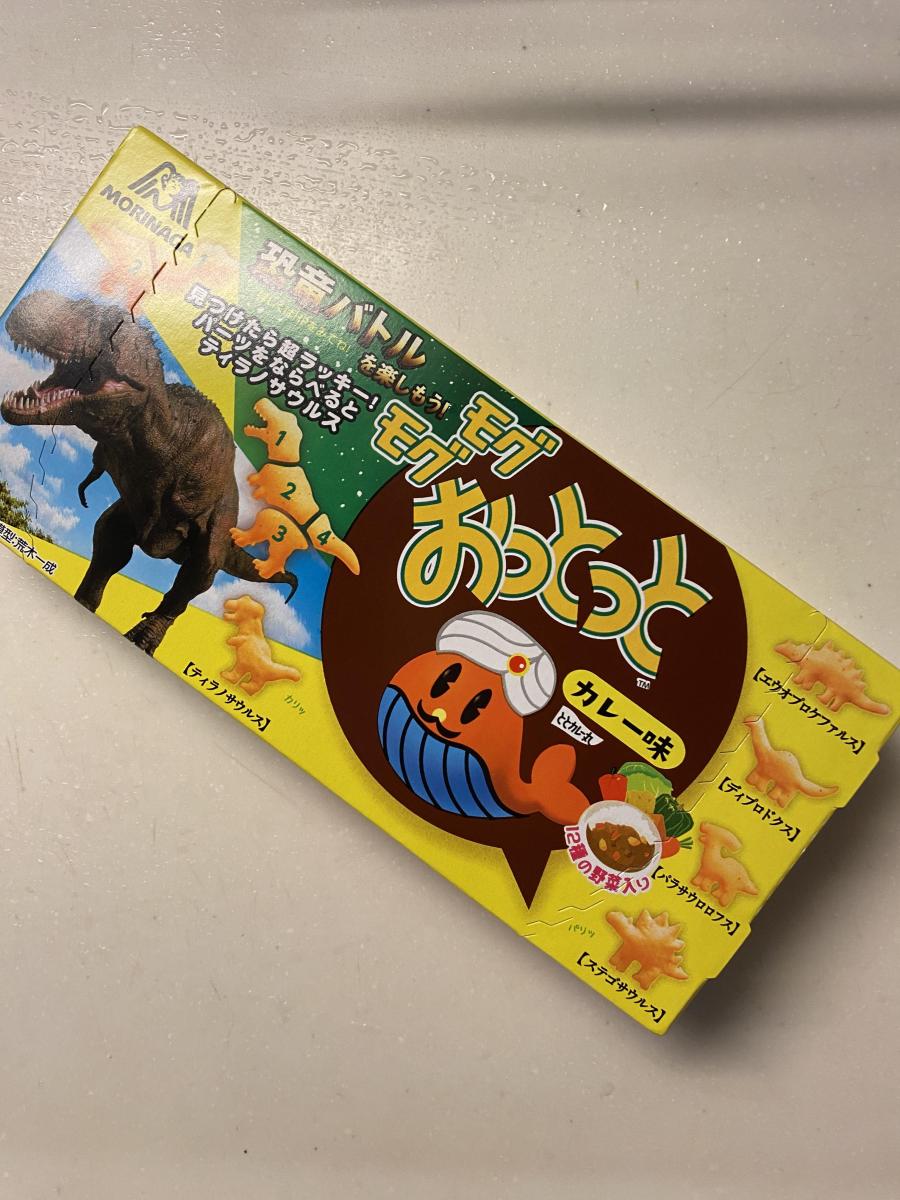 MORINAGA
恐竜バトル
を楽しもう!
見つけたら超ラッキー!
パーツをならべると
ティラノサウルス
1
2
3
4
モグモグ
おっとっと
TM
カレー味
ととカレー丸
12種の野菜入り
【ティラノサウルス】
カリッ
パリッ
【エウオプロケファルス】
【ディプロドクス】
【パラサウロロフス】
【ステゴサウルス】
模型:荒木一成